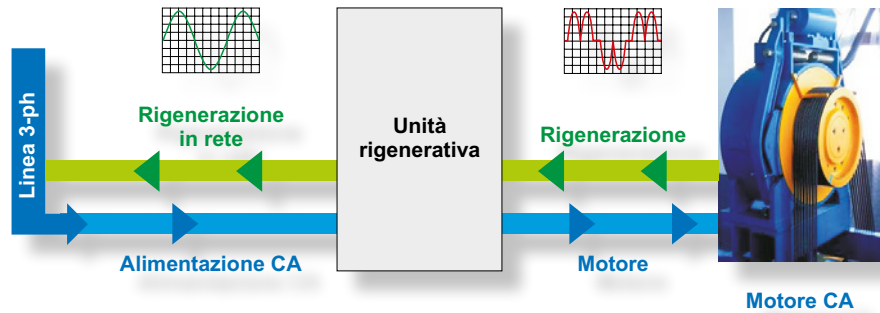 Linea 3-ph
Rigenerazione
in rete
Unità
rigenerativa
Rigenerazione
Alimentazione CA
Motore
Motore CA